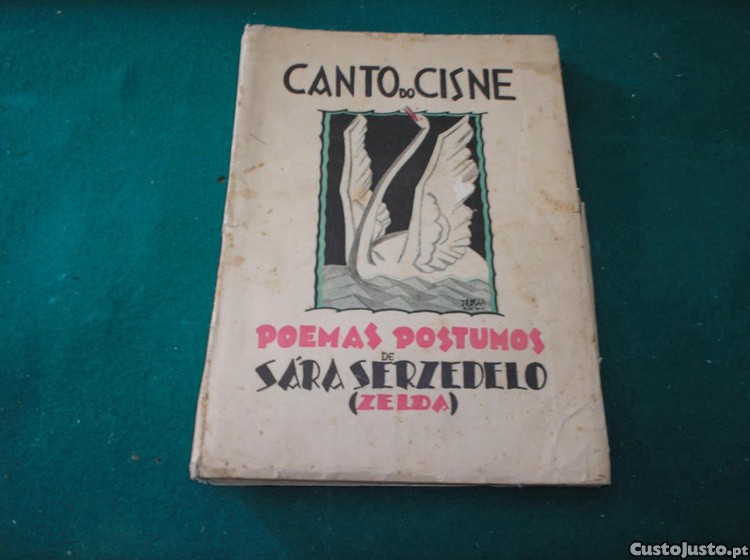 CANTO DO CISNE
POEMAS POSTUMOS
DE
SÁRA SERZEDELO
(ZELDA)
CustoJusto.pt